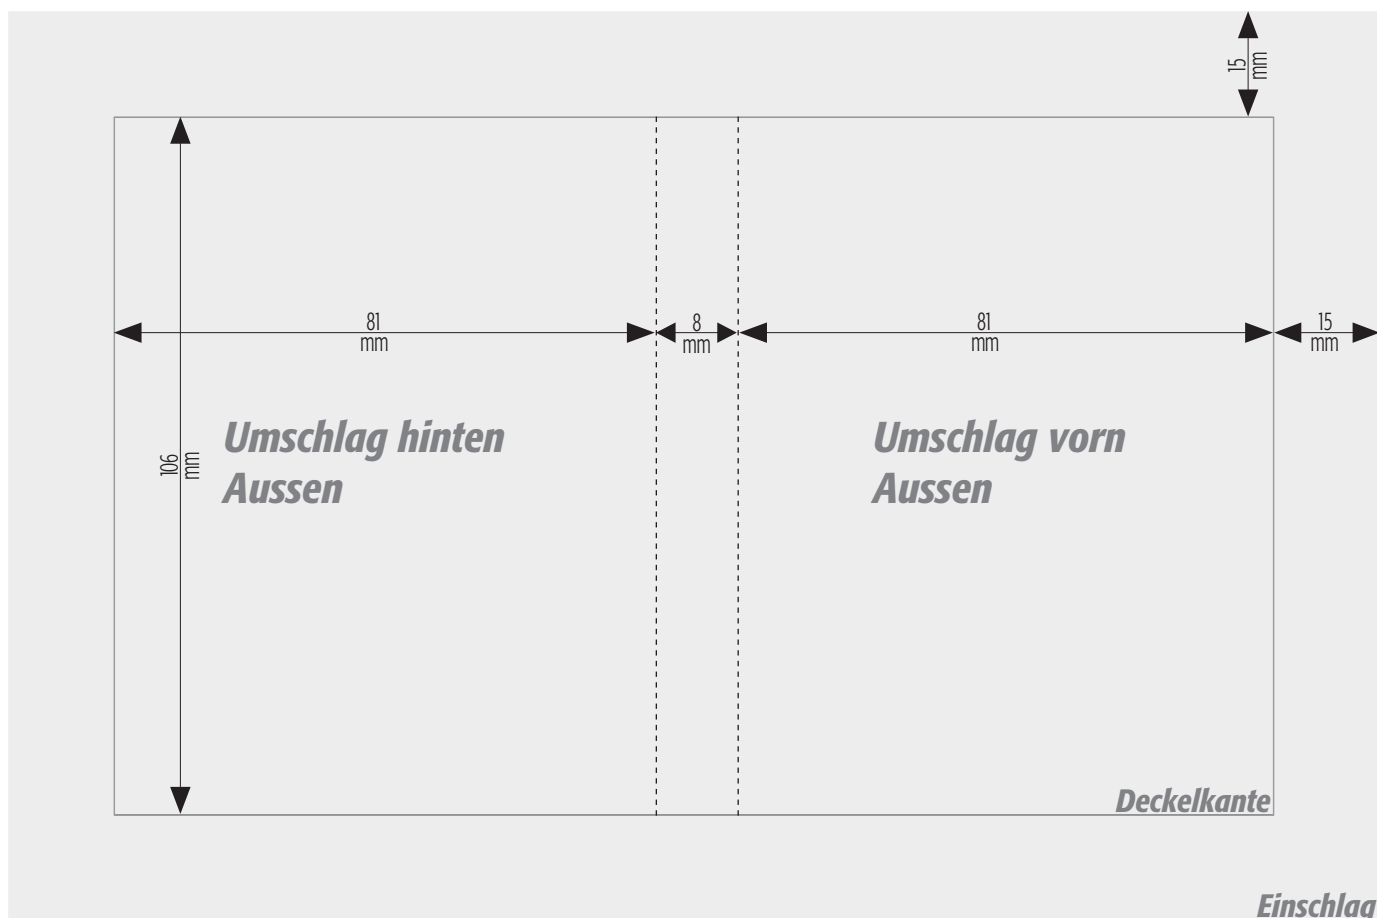 15
mm
81
mm
8
mm
81
mm
15
mm
Umschlag hinten
Aussen
Umschlag vorn
Aussen
106
mm
Deckelkante
Einschlag